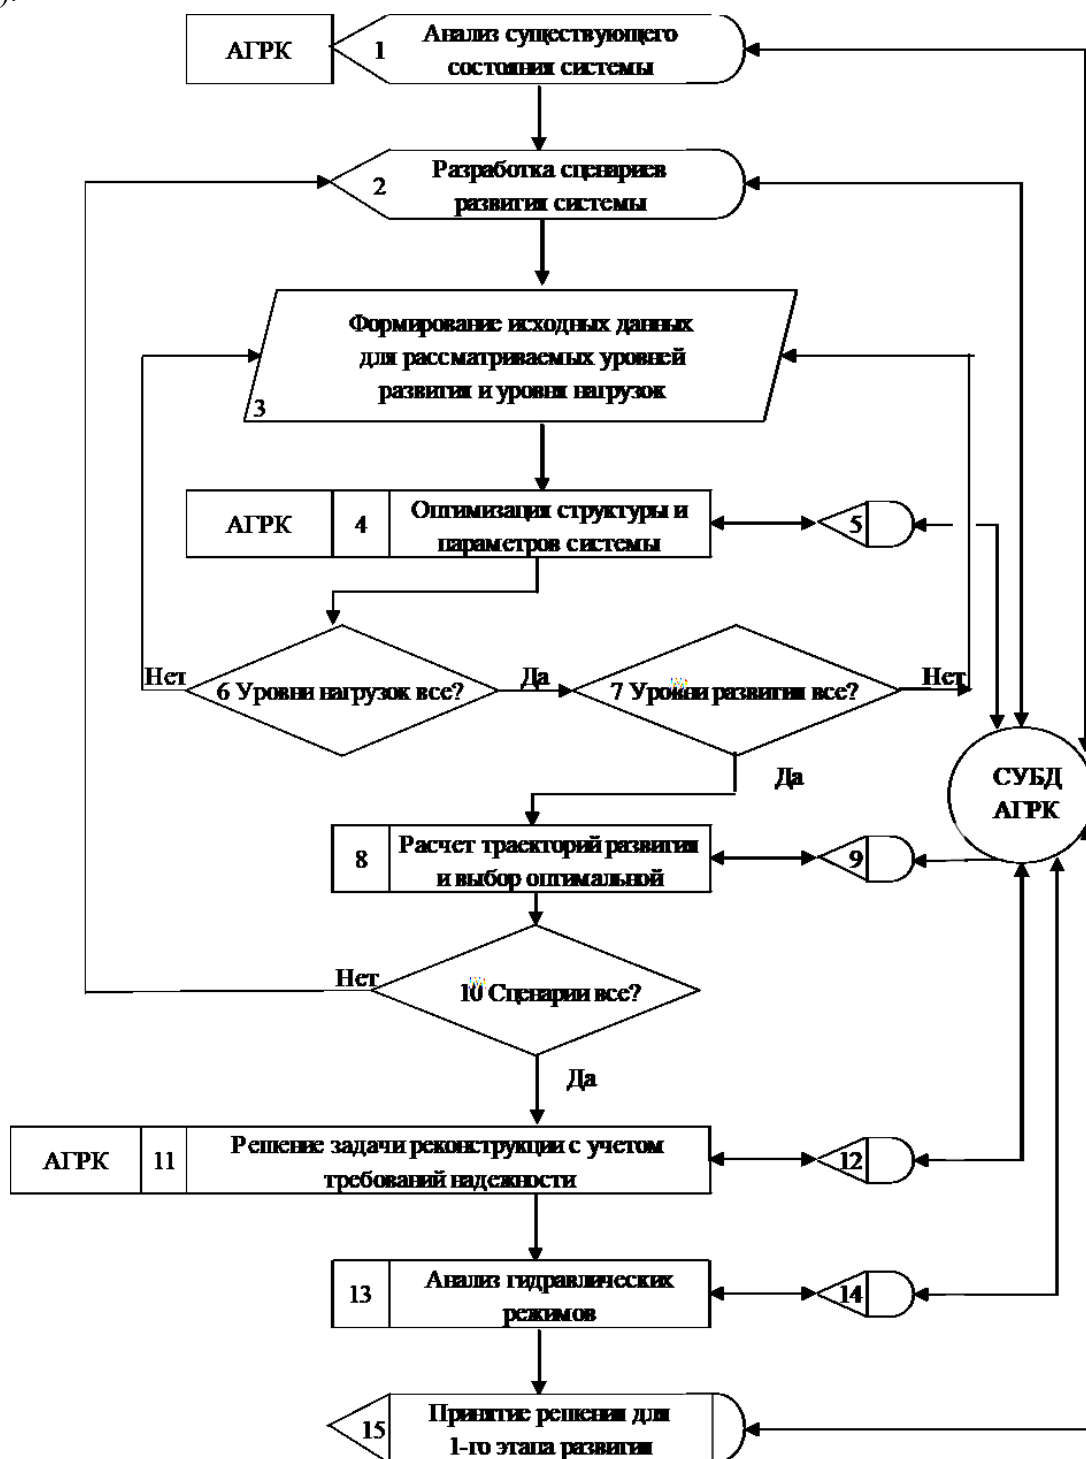 ).
АГРК
1
Анализ существующего
состояния системы
2
Разработка сценариев
развития системы
Формирование исходных данных
для рассматриваемых уровней
развития и уровня нагрузок
3
АГРК
4
Оптимизация структуры и
параметров системы
5
Нет
6 Уровни нагрузок все?
Да
7 Уровни развития все?
Нет
Да
СУБД
АГРК
8
Расчет траекторий развития
и выбор оптимальной
9
Нет
10 Сценарии все?
Да
АГРК
11
Решение задачи реконструкции с учетом
требований надежности
12
13
Анализ гидравлических
режимов
14
15
Принятие решения для
1-го этапа развития